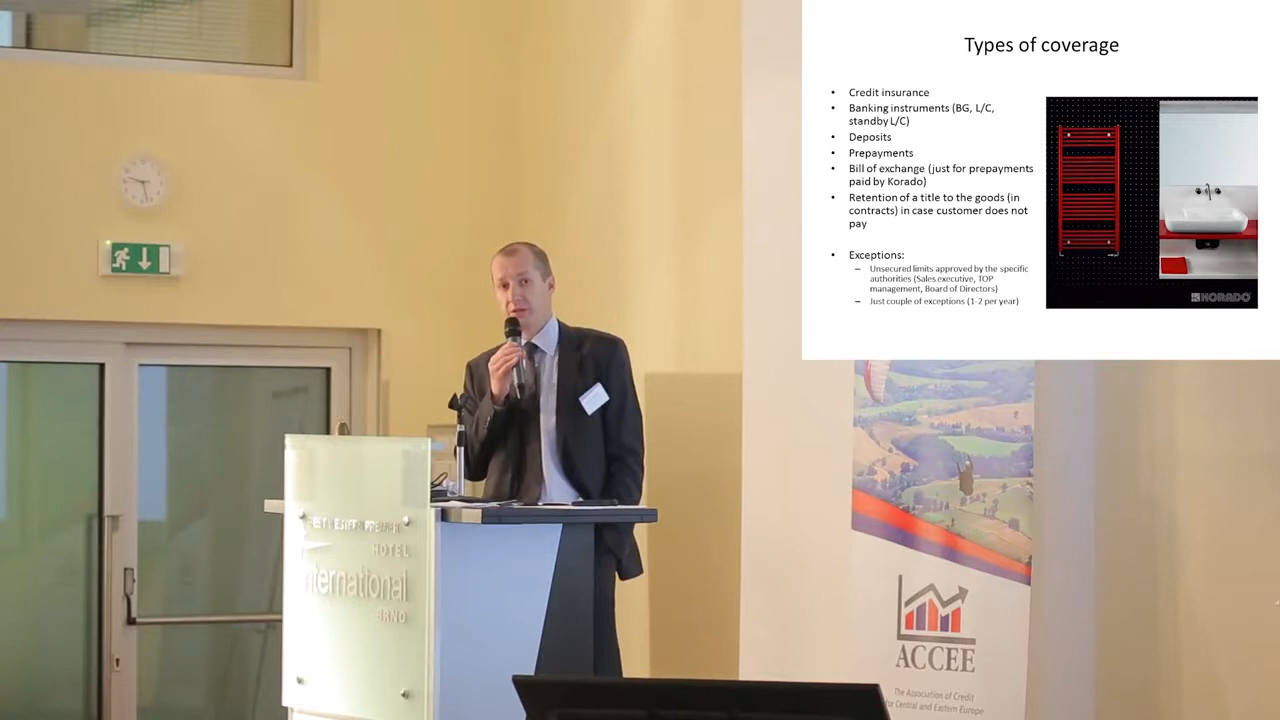 Types of coverage
• Credit insurance
• Banking instruments (BG, L/C,
standby L/C)
• Deposits
• Prepayments
• Bill of exchange (just for prepayments
paid by Korado)
• Retention of a title to the goods (in
contracts) in case customer does not
pay
• Exceptions:
– Unsecured limits approved by the specific
authorities (Sales executive, TOP
management, Board of Directors)
– Just couple of exceptions (1-2 per year)
KORADO
HOTEL
International
BRNO
ACCEE
The Association of Credit
for Central and Eastern Europe